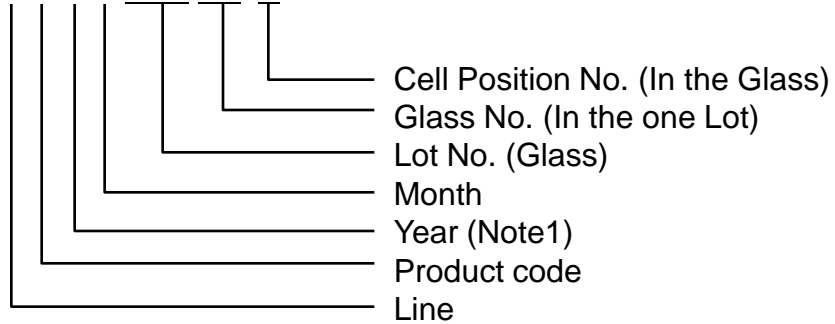 Cell Position No. (In the Glass)
Glass No. (In the one Lot)
Lot No. (Glass)
Month
Year (Note1)
Product code
Line